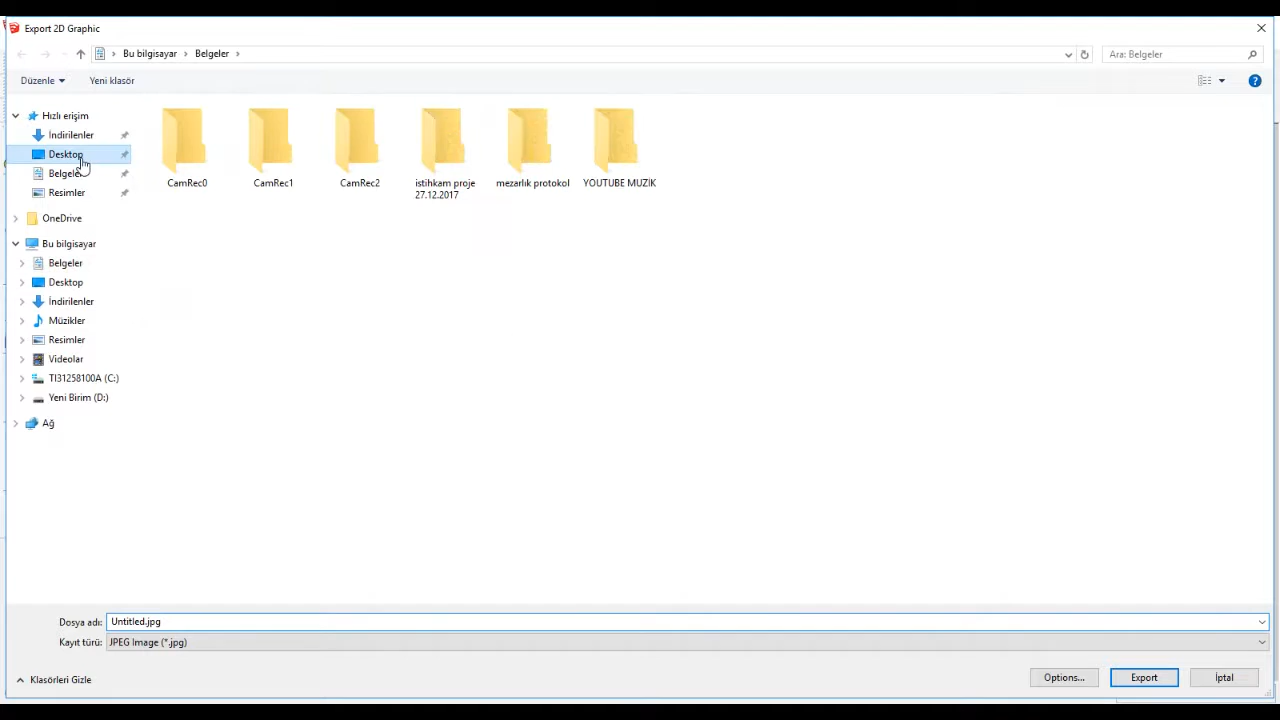 Export 2D Graphic
Bu bilgisayar
Belgeler
Ara: Belgeler
Düzenle
Yeni klasör
Hızlı erişim
İndirilenler
Desktop
Belgeler
Resimler
OneDrive
Bu bilgisayar
Belgeler
Desktop
İndirilenler
Müzikler
Resimler
Videolar
TI31258100A (C:)
Yeni Birim (D:)
Ağ
CamRec0
CamRec1
CamRec2
istihkam proje
27.12.2017
mezarlık protokol
YOUTUBE MUZİK
Dosya adı:
Untitled.jpg
Kayıt türü:
JPEG Image (*.jpg)
Klasörleri Gizle
Options...
Export
İptal